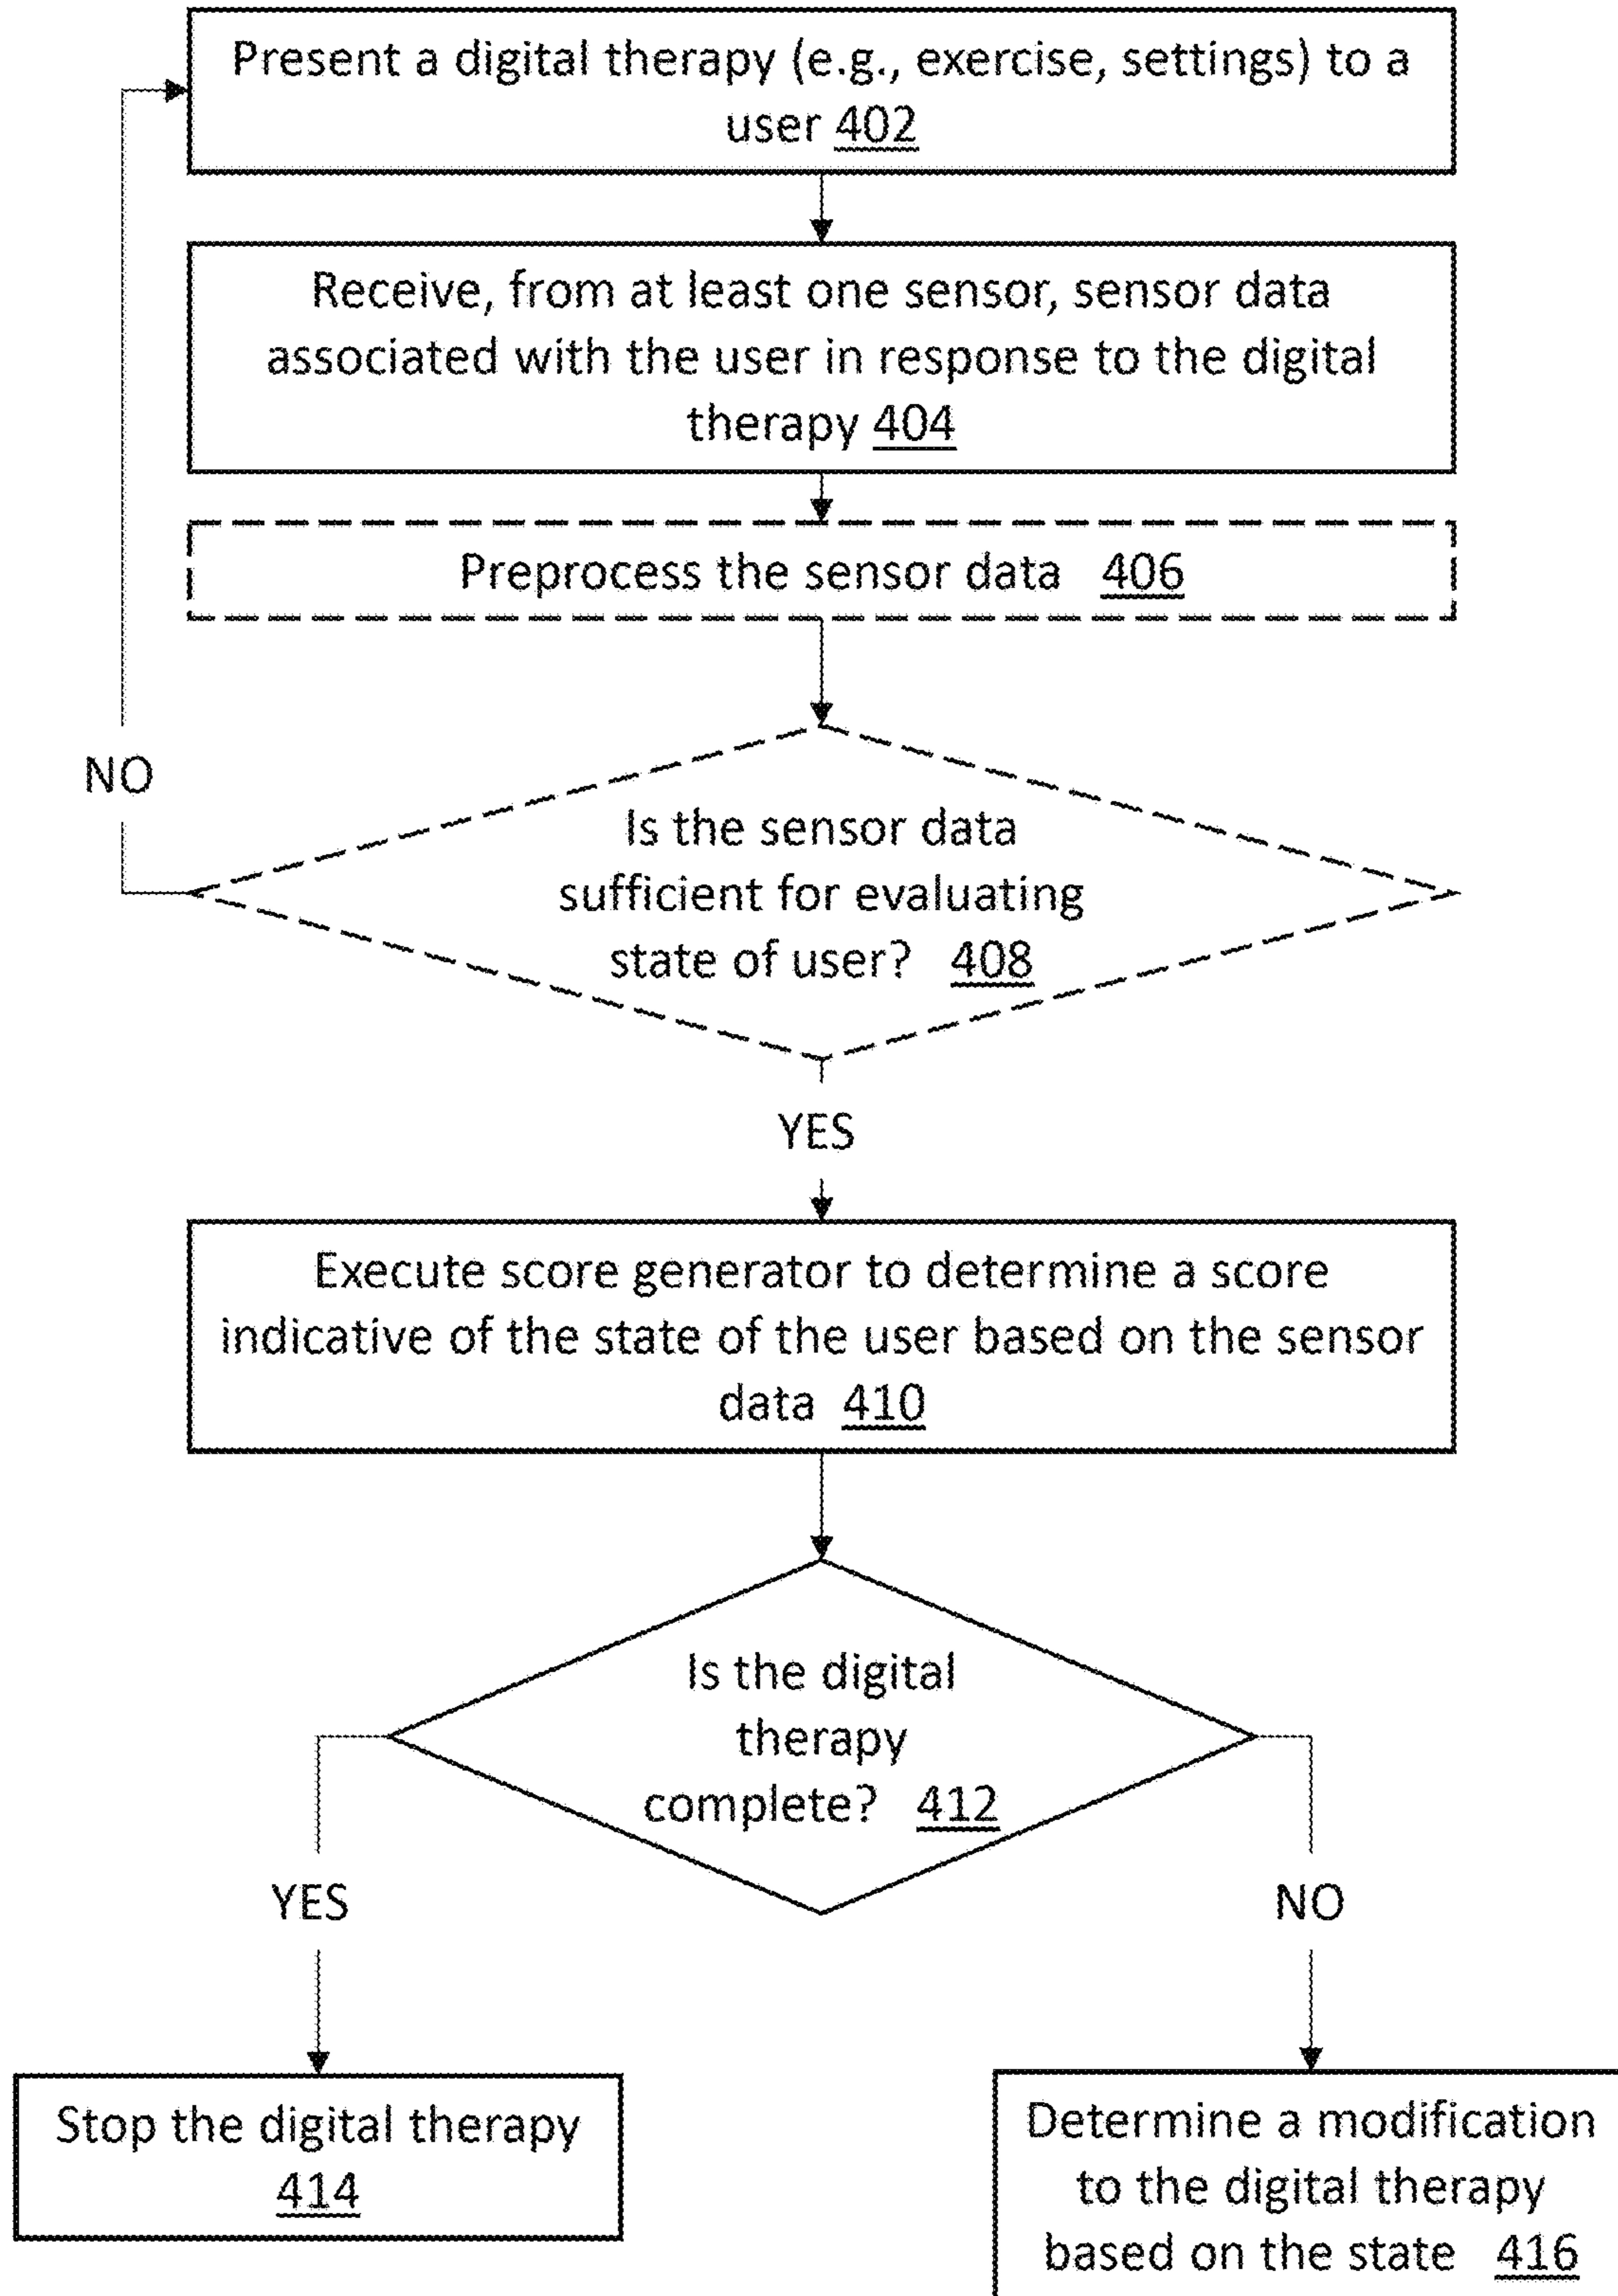 Present a digital therapy (e.g., exercise, settings) to a
user 402
Receive, from at least one sensor, sensor data
associated with the user in response to the digital
therapy 404
Preprocess the sensor data 406
NO
Is the sensor data
sufficient for evaluating
state of user? 408
YES
Execute score generator to determine a score
indicative of the state of the user based on the sensor
data 410
Is the digital
therapy
complete? 412
YES
NO
Stop the digital therapy
414
Determine a modification
to the digital therapy
based on the state 416